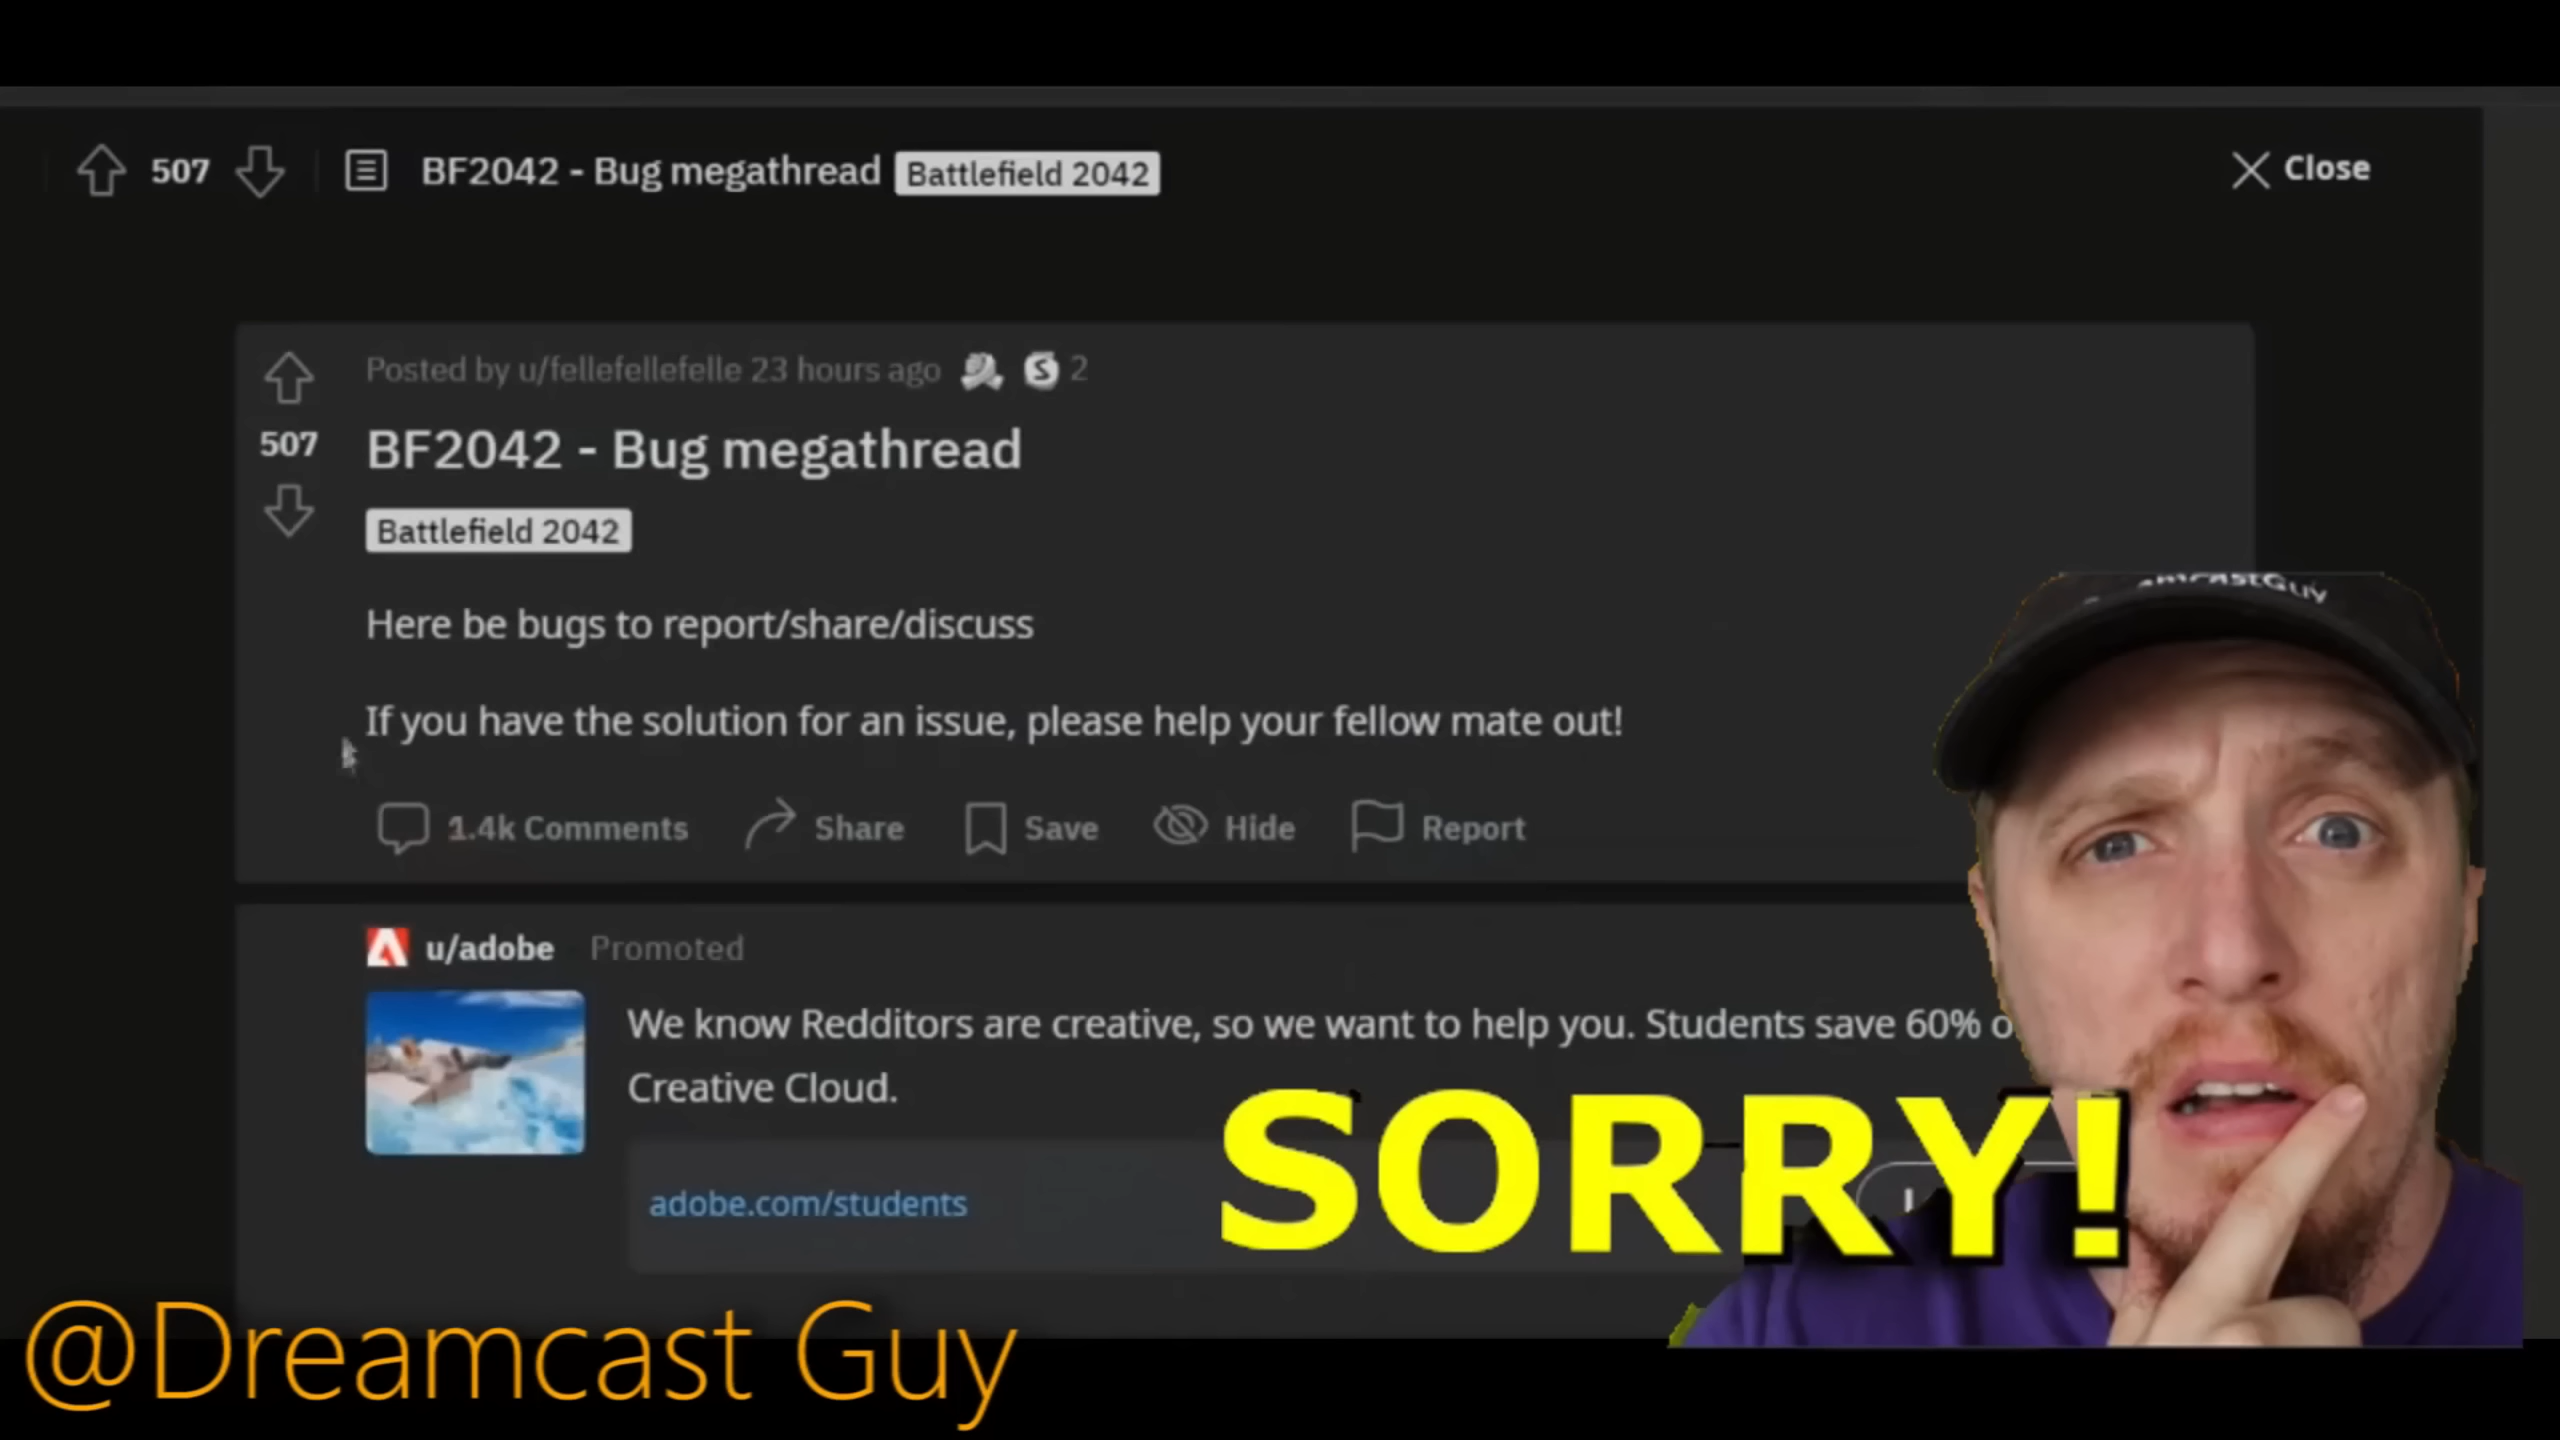 507 BF2042 - Bug megathread Battlefield 2042 Close
Posted by u/fellefellefelle 23 hours ago 2
507 BF2042 - Bug megathread
Battlefield 2042
Here be bugs to report/share/discuss
If you have the solution for an issue, please help your fellow mate out!
1.4k Comments Share Save Hide Report
u/adobe Promoted
We know Redditors are creative, so we want to help you. Students save 60%
Creative Cloud.
adobe.com/students
SORRY!
@Dreamcast Guy